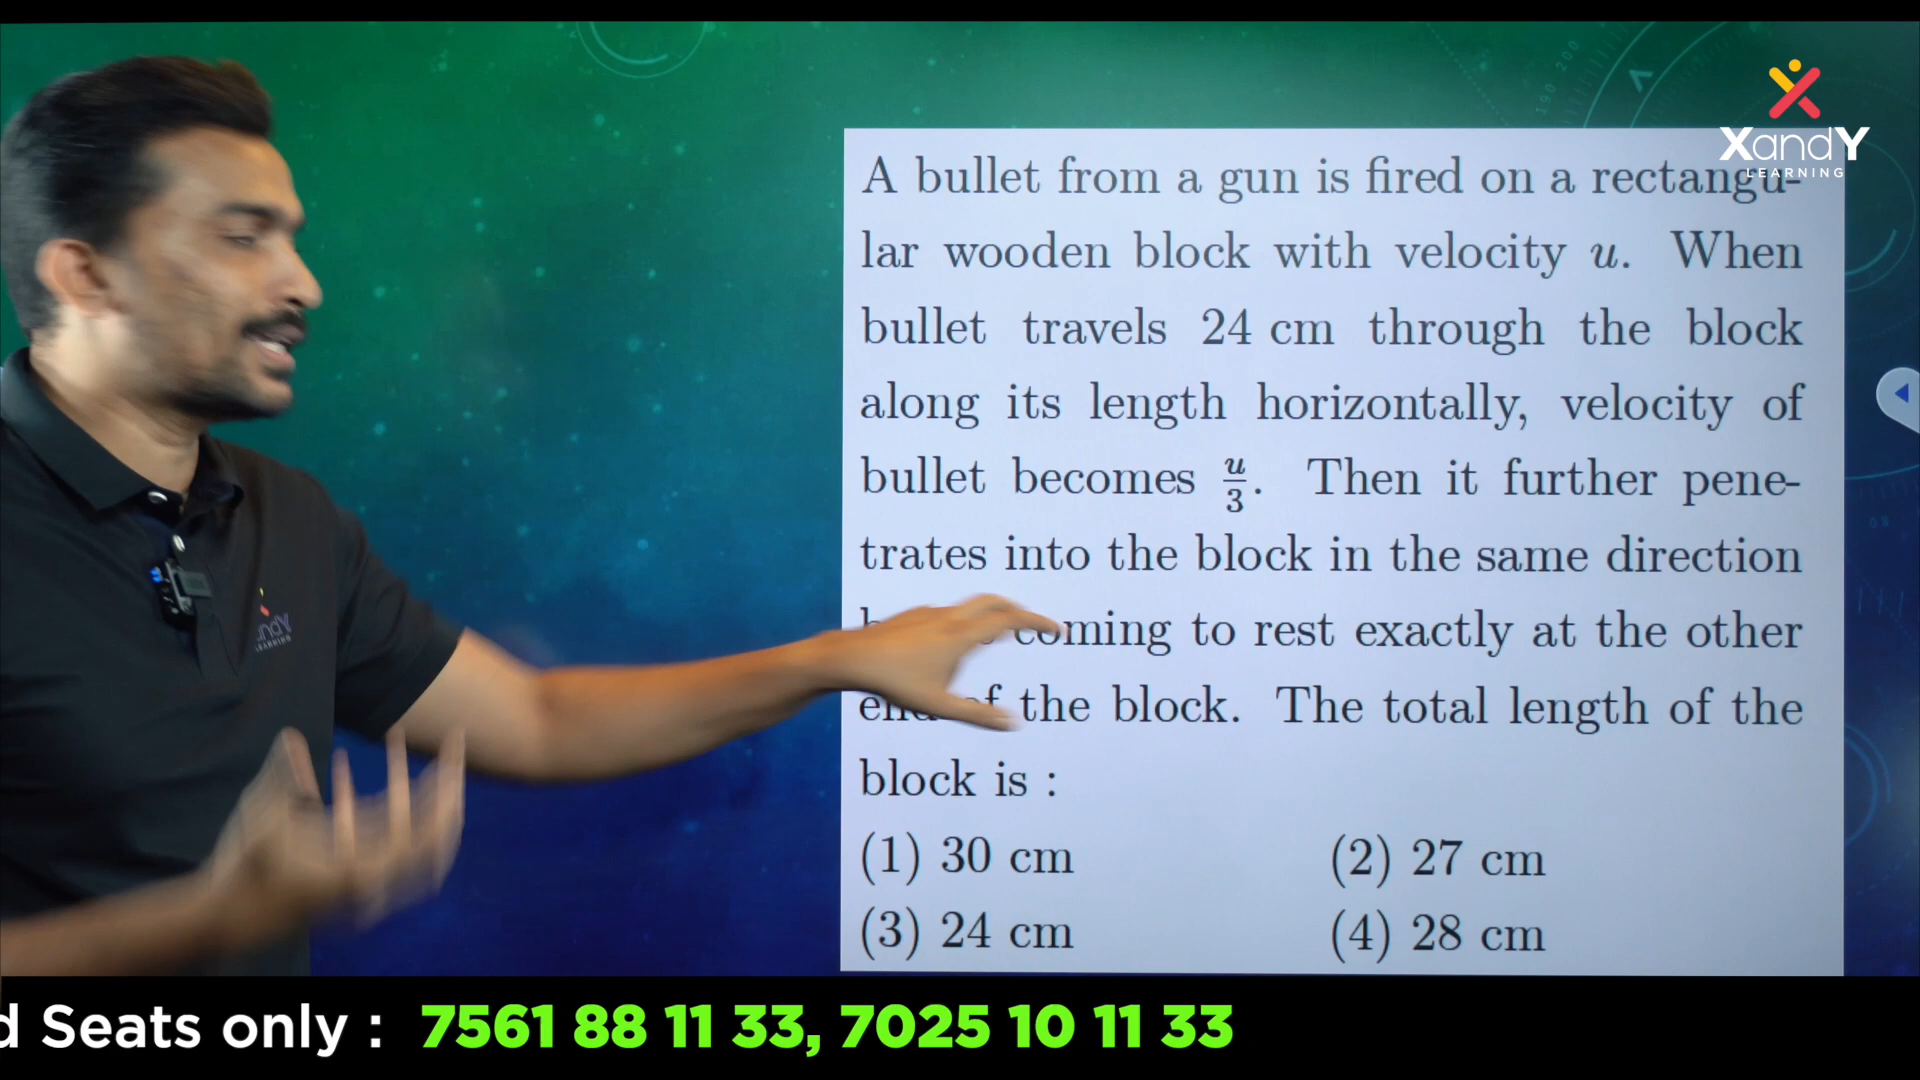 XandY
LEARNING
A bullet from a gun is fired on a rectangu-
lar wooden block with velocity u. When
bullet travels 24 cm through the block
along its length horizontally, velocity of
bullet becomes u/3. Then it further pene-
trates into the block in the same direction
coming to rest exactly at the other
of the block. The total length of the
block is :
(1) 30 cm (2) 27 cm
(3) 24 cm (4) 28 cm
Seats only : 7561 88 11 33, 7025 10 11 33